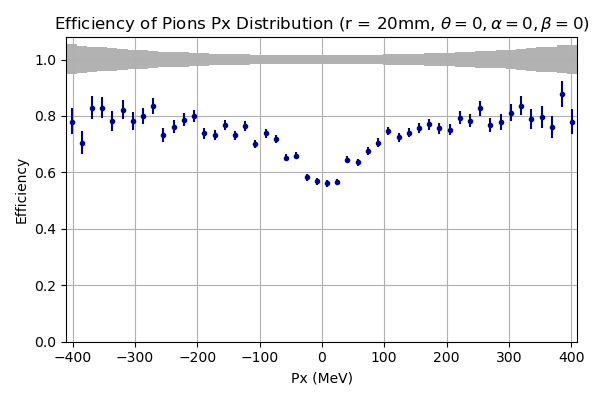 Efficiency of Pions Px Distribution (r = 20mm, θ = 0, α = 0, β = 0)
1.0
0.8
0.6
0.4
0.2
0.0
Efficiency
−400 −300 −200 −100 0 100 200 300 400
Px (MeV)